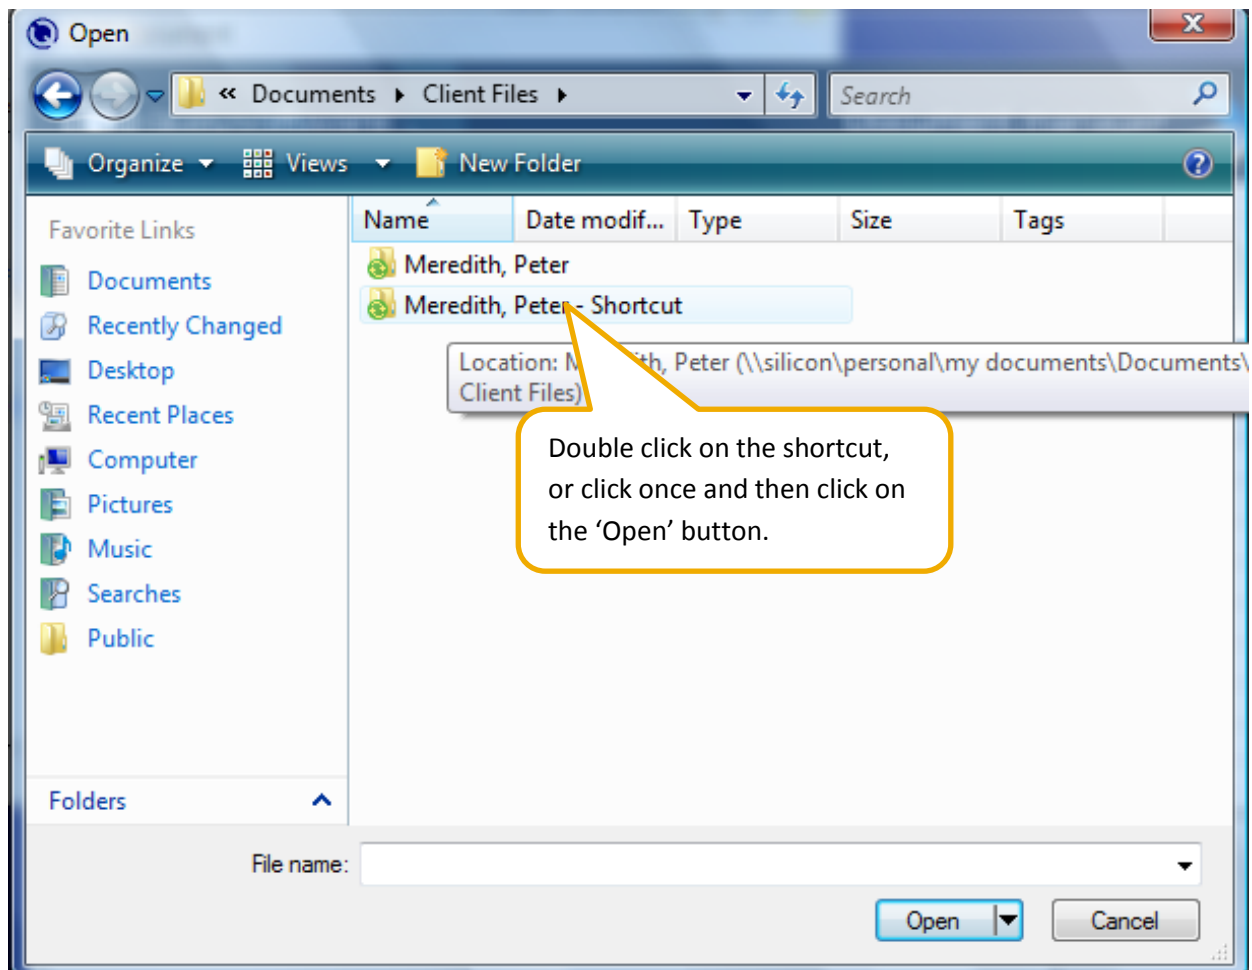 Open
« Documents Client Files
Search
Organize Views New Folder
Favorite Links
Documents
Recently Changed
Desktop
Recent Places
Computer
Pictures
Music
Searches
Public
Folders
Name Date modif... Type Size Tags
Meredith, Peter
Meredith, Peter - Shortcut
Location: M th, Peter (\\silicon\personal\my documents\Documents\
Client Files)
Double click on the shortcut,
or click once and then click on
the ‘Open’ button.
File name:
Open Cancel